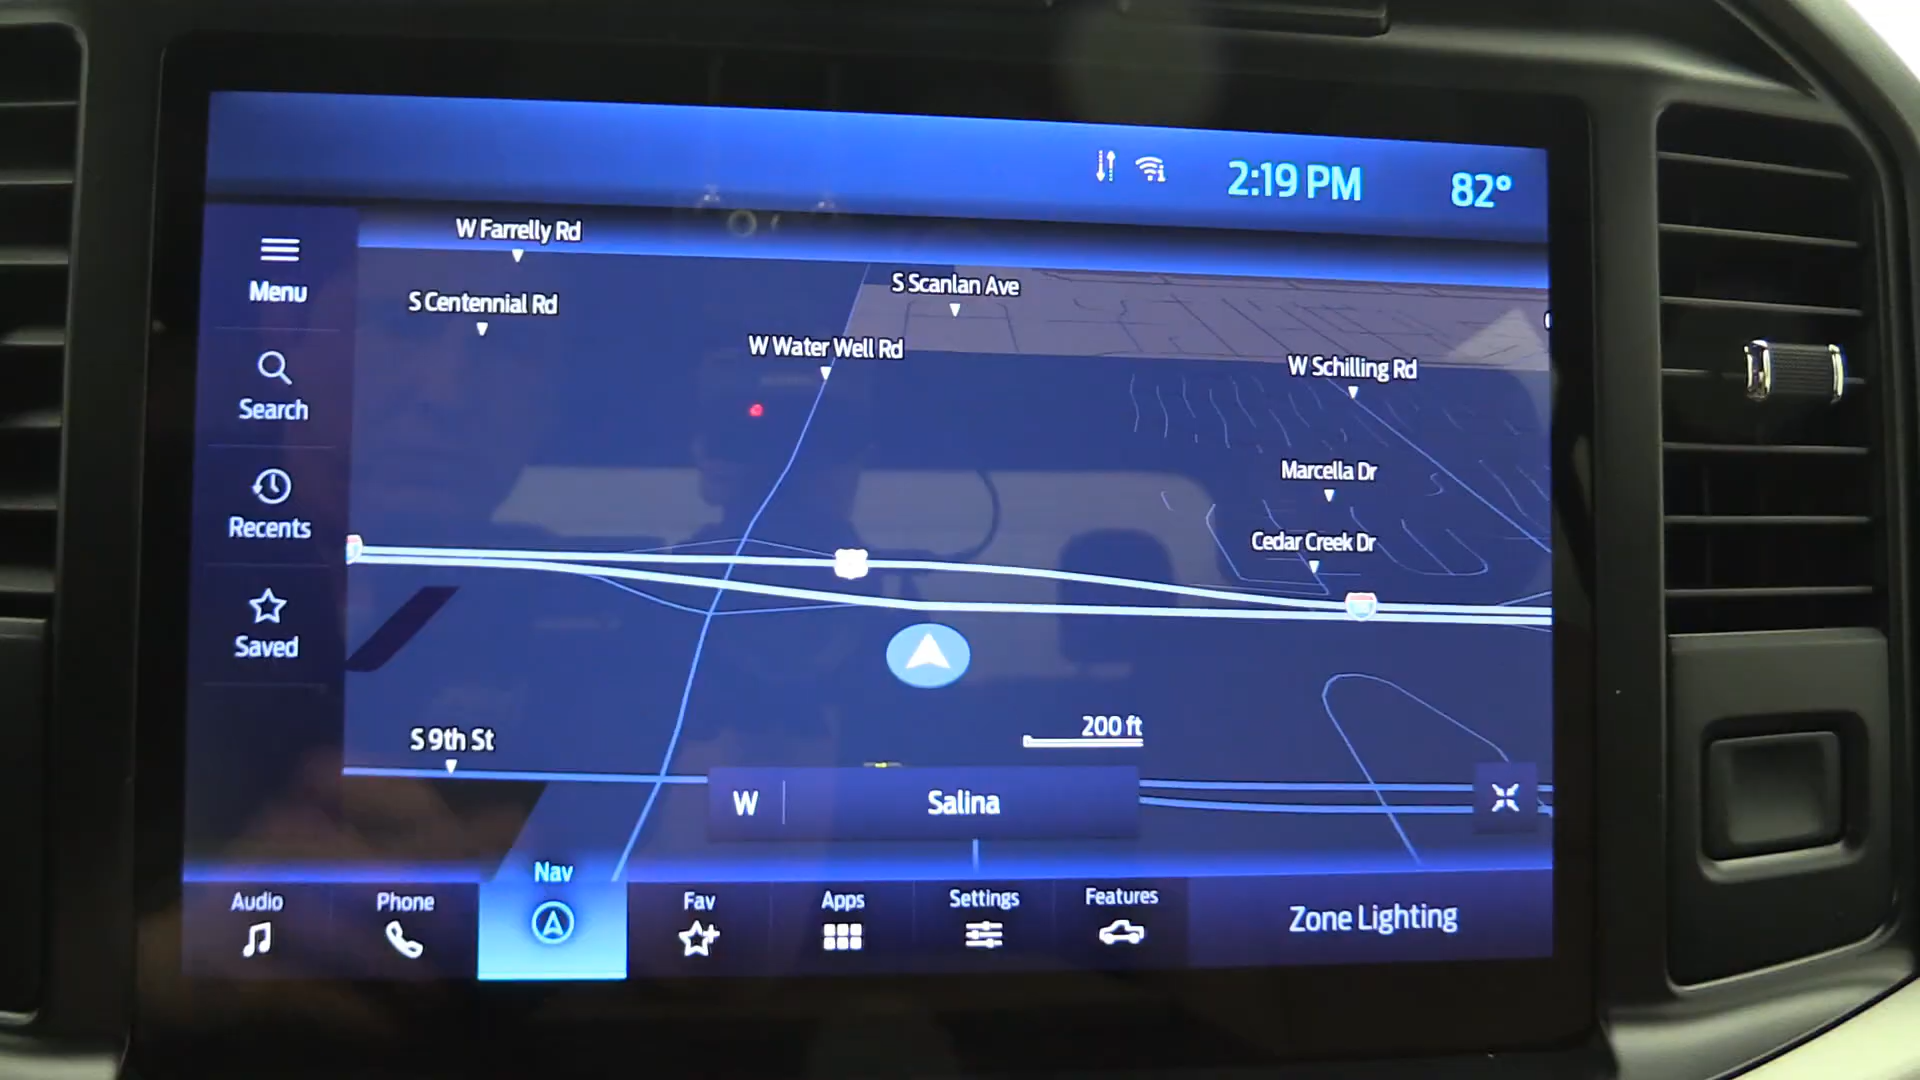 2:19 PM
82°
W Farrelly Rd
Menu
S Centennial Rd
S Scanlan Ave
W Water Well Rd
W Schilling Rd
Search
Marcella Dr
Recents
Cedar Creek Dr
Saved
200 ft
S 9th St
W
Salina
Audio
Phone
Nav
Fav
Apps
Settings
Features
Zone Lighting